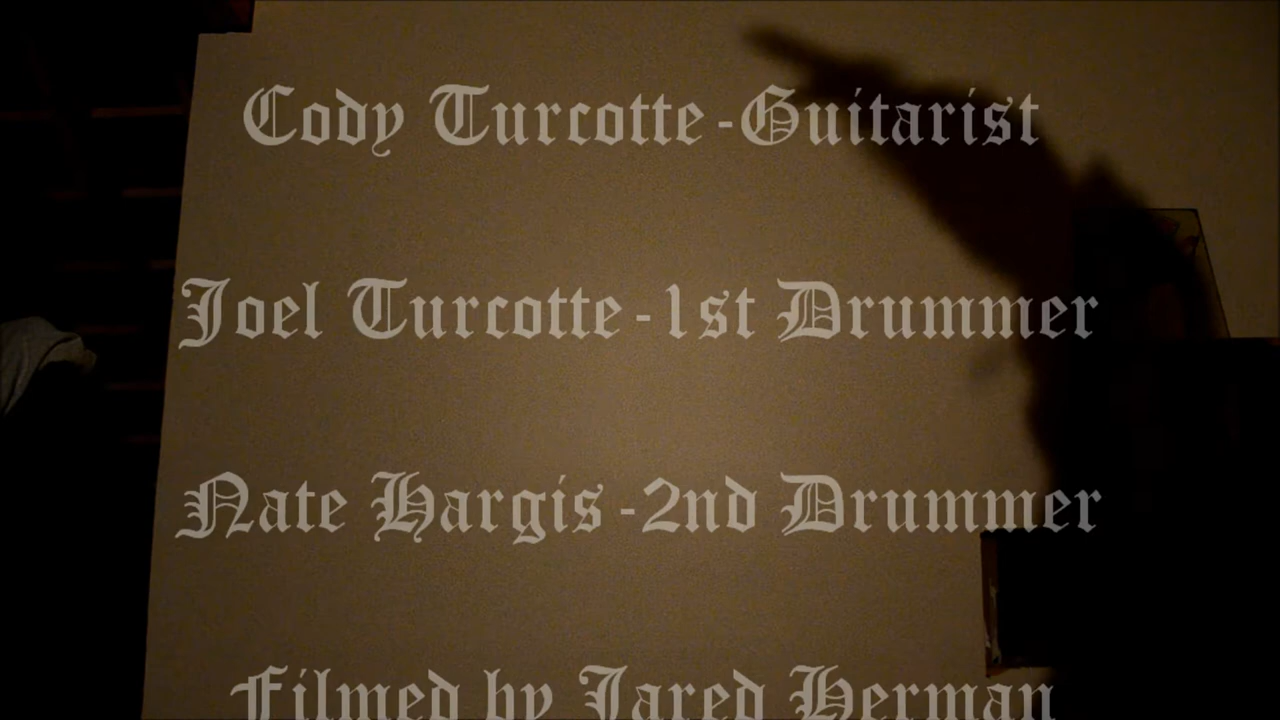 Cody Turcotte -Guitarist
Joel Turcotte -1st Drummer
Nate Hargis -2nd Drummer
Filmed by Jared Herman